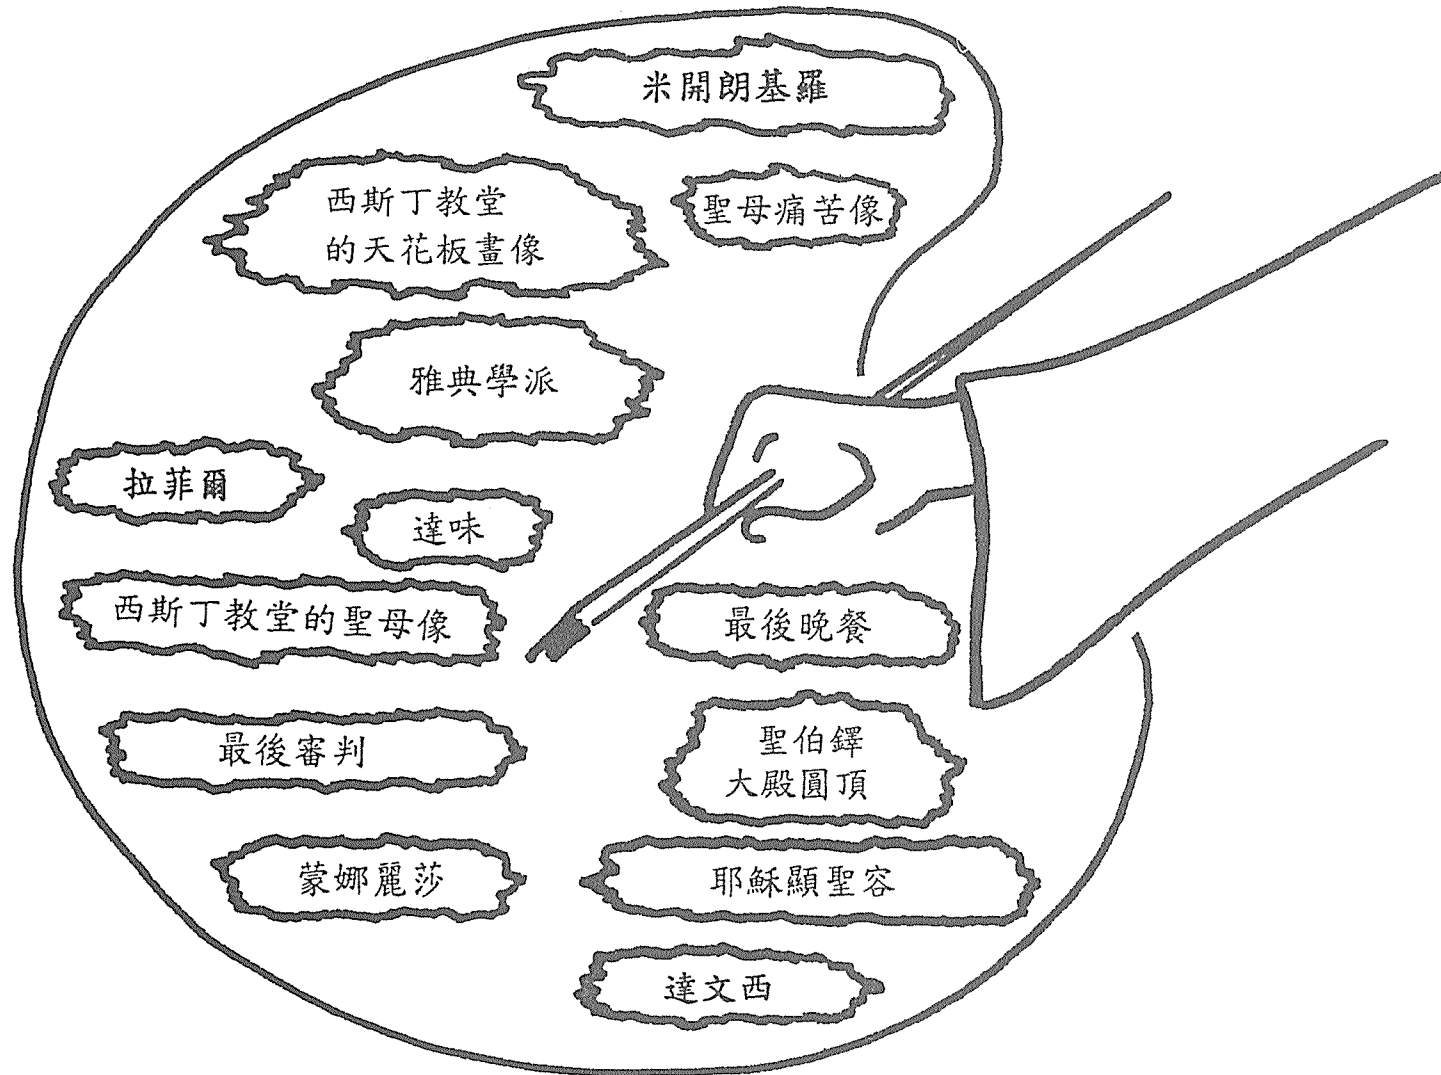 米開朗基羅
西斯丁教堂
的天花板畫像
聖母痛苦像
雅典學派
拉菲爾
達味
西斯丁教堂的聖母像
最後晚餐
最後審判
聖伯鐸
大殿圓頂
蒙娜麗莎
耶穌顯聖容
達文西